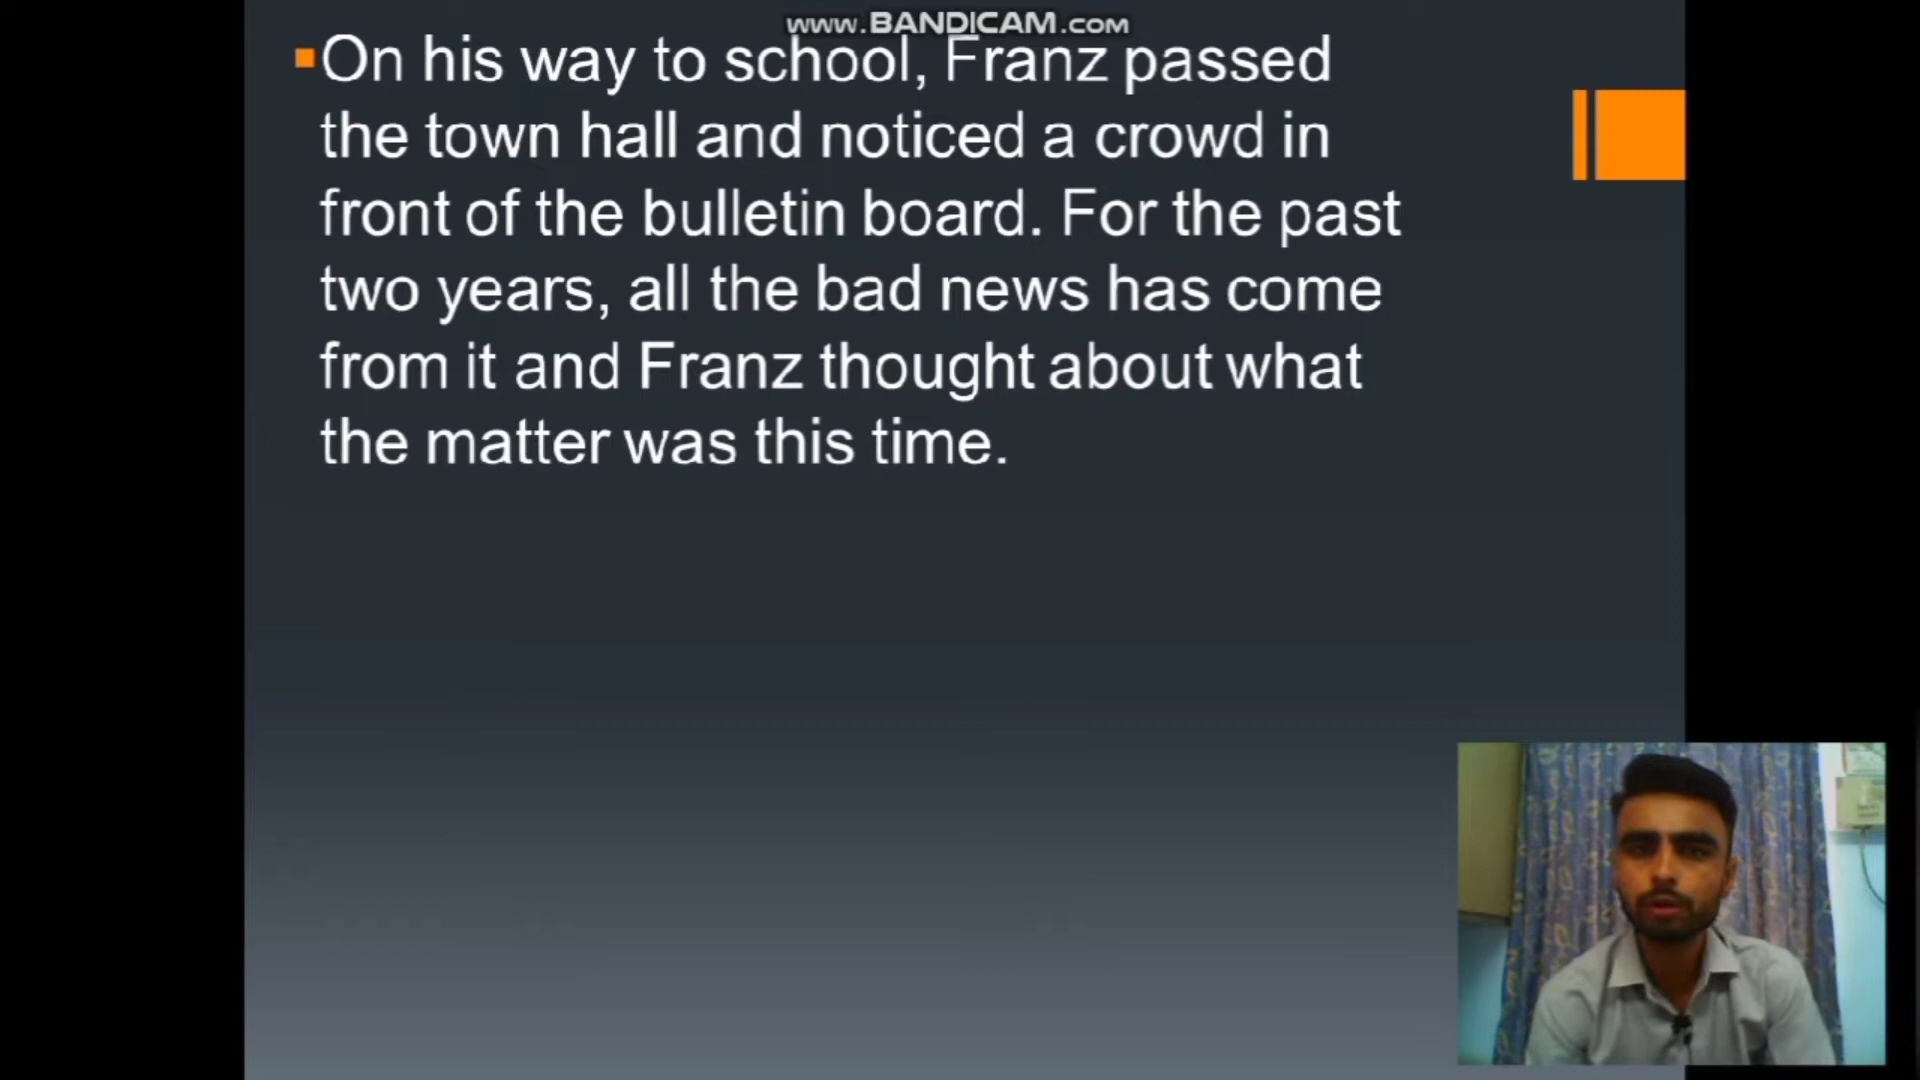 www.BANDICAM.com
On his way to school, Franz passed
the town hall and noticed a crowd in
front of the bulletin board. For the past
two years, all the bad news has come
from it and Franz thought about what
the matter was this time.